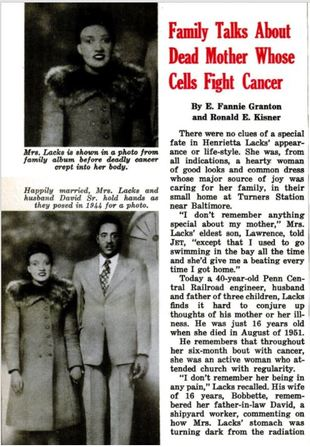 Family Talks About
Dead Mother Whose
Cells Fight Cancer
By E. Fannie Granton
and Ronald E. Kisner
Mrs. Lacks is shown in a photo from
family album before deadly cancer
crept into her body.
Happily married, Mrs. Lacks and
husband David Sr. hold hands as
they posed in 1944 for a photo.
There were no clues of a special
fate in Henrietta Lacks' appear-
ance or life-style. She was, from
all indications, a hearty woman
of good looks and common dress
whose major source of joy was
caring for her family, in their
small home at Turners Station
near Baltimore.
"I don't remember anything
special about my mother," Mrs.
Lacks' eldest son, Lawrence, told
JET, "except that I used to go
swimming in the bay all the time
and she'd give me a beating every
time I got home."
Today a 40-year-old Penn Cen-
tral Railroad engineer, husband
and father of three children, Lacks
finds it hard to conjure up
thoughts of his mother or her ill-
ness. He was just 16 years old
when she died in August of 1951.
He remembers that throughout
her six-month bout with cancer,
she was an active woman who at-
tended church with regularity.
"I don't remember her being in
any pain," Lacks recalled. His wife
of 16 years, Bobbette, remem-
bered her father-in-law David, a
shipyard worker, commenting on
how Mrs. Lacks' stomach was
turning dark from the radiation